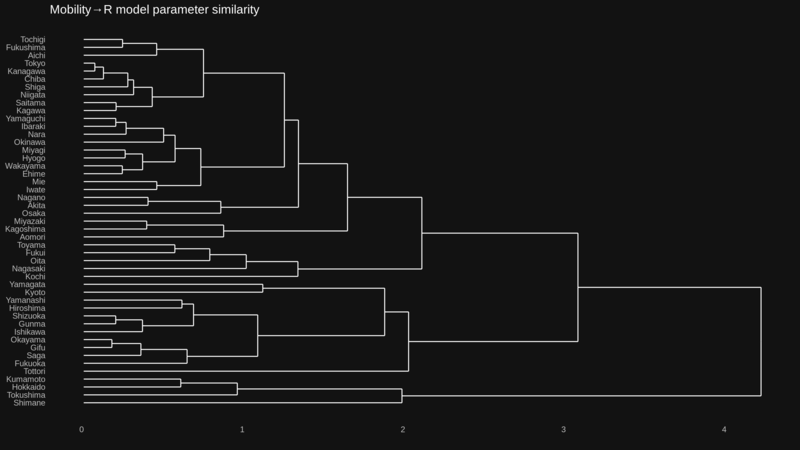 Mobility→R model parameter similarity
Tochigi
Fukushima
Aichi
Tokyo
Kanagawa
Chiba
Shiga
Niigata
Saitama
Kagawa
Yamaguchi
Ibaraki
Nara
Okinawa
Miyagi
Hyogo
Wakayama
Ehime
Mie
Iwate
Nagano
Akita
Osaka
Miyazaki
Kagoshima
Aomori
Toyama
Fukui
Oita
Nagasaki
Kochi
Yamagata
Kyoto
Yamanashi
Hiroshima
Shizuoka
Gunma
Ishikawa
Okayama
Gifu
Saga
Fukuoka
Tottori
Kumamoto
Hokkaido
Tokushima
Shimane
0 1 2 3 4